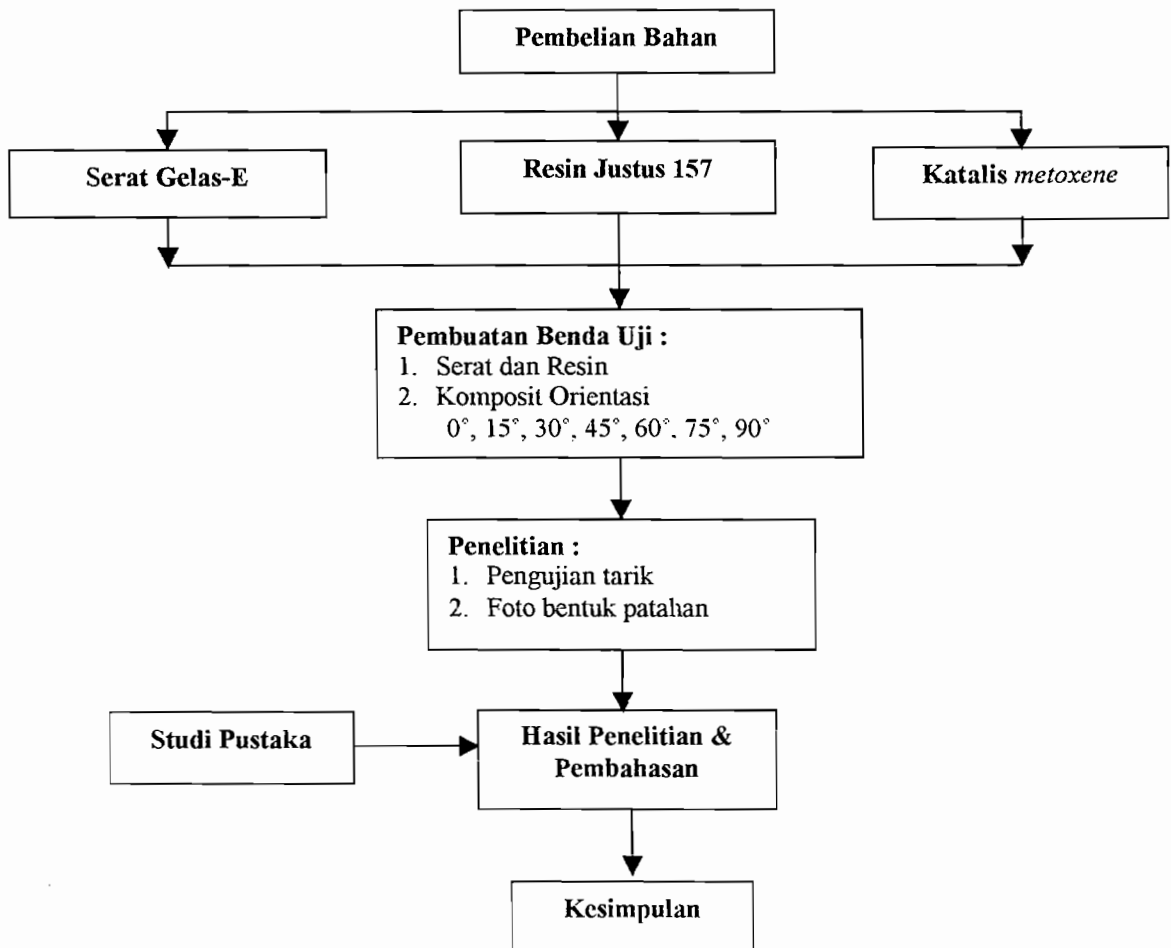 Pembelian Bahan
Serat Gelas-E
Resin Justus 157
Katalis metoxene
Pembuatan Benda Uji :
1. Serat dan Resin
2. Komposit Orientasi
0°, 15°, 30°, 45°, 60°, 75°, 90°
Penelitian :
1. Pengujian tarik
2. Foto bentuk patahan
Studi Pustaka
Hasil Penelitian &
Pembahasan
Kesimpulan